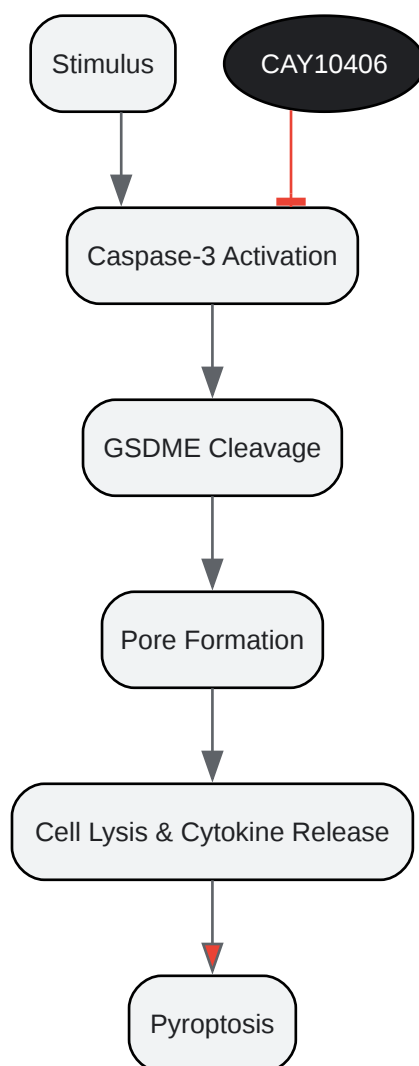 Stimulus
CAY10406
Caspase-3 Activation
GSDME Cleavage
Pore Formation
Cell Lysis & Cytokine Release
Pyroptosis